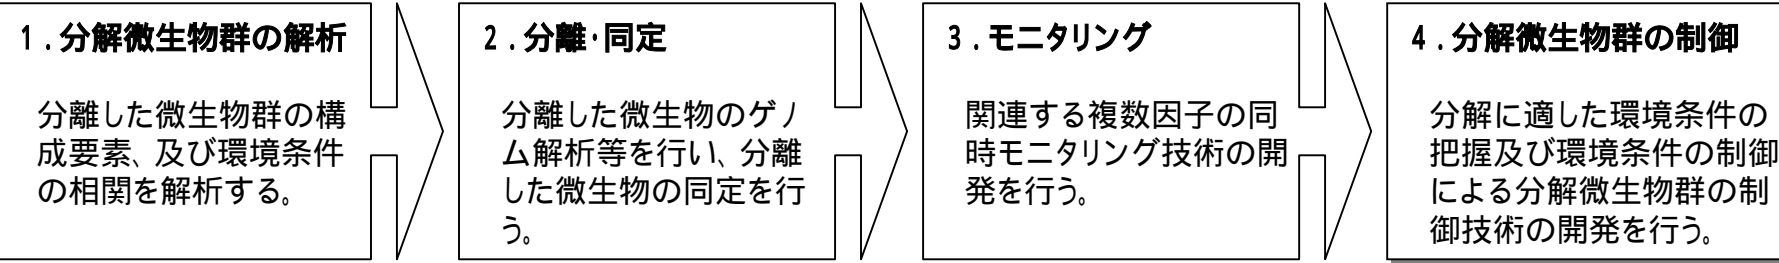 1．分解微生物群の解析
分離した微生物群の構
成要素、及び環境条件
の相関を解析する。
2．分離・同定
分離した微生物のゲノ
ム解析等を行い、分離
した微生物の同定を行
う。
3．モニタリング
関連する複数因子の同
時モニタリング技術の開
発を行う。
4．分解微生物群の制御
分解に適した環境条件の
把握及び環境条件の制御
による分解微生物群の制
御技術の開発を行う。